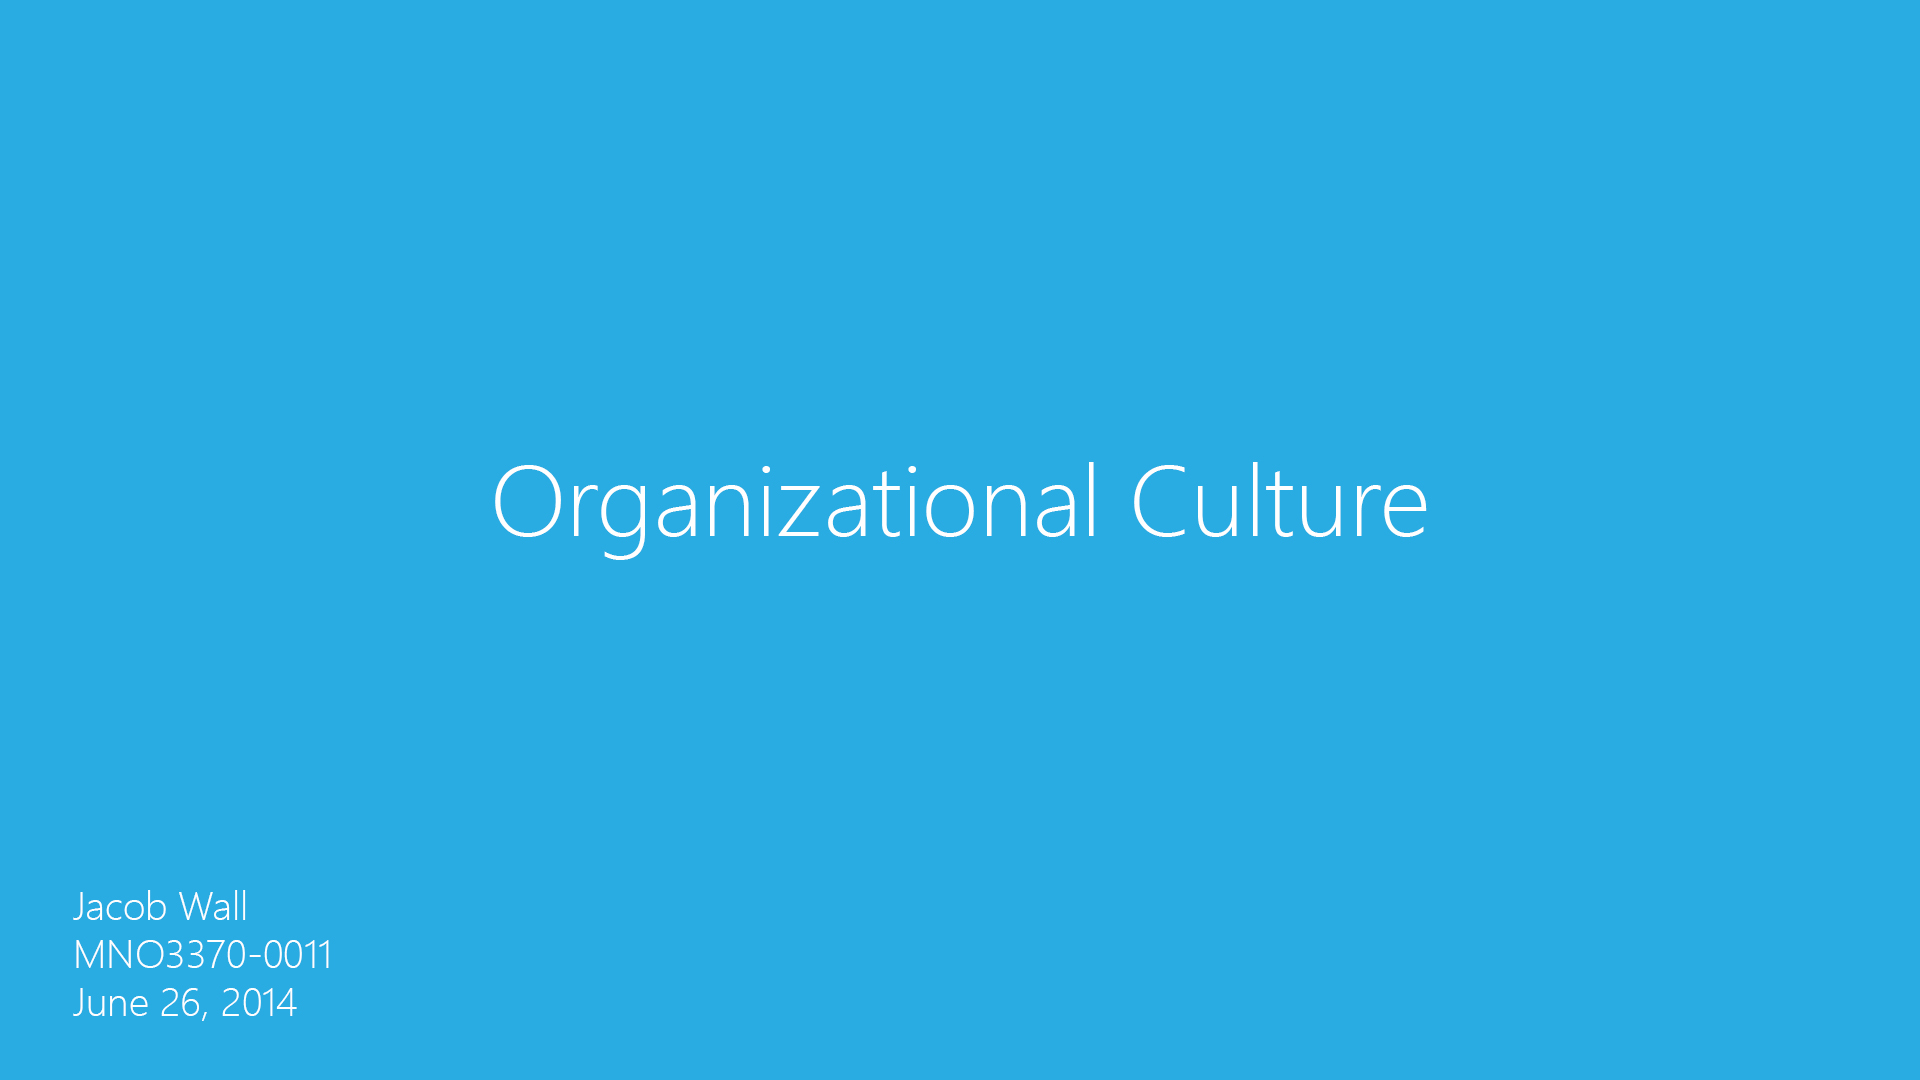 Organizational Culture
Jacob Wall
MNO3370-0011
June 26, 2014